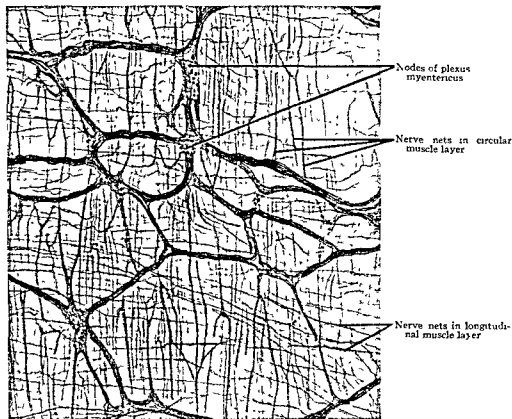 Nodes of plexus
myentericus
Nerve nets in circular
muscle layer
Nerve nets in longitudi-
nal muscle layer